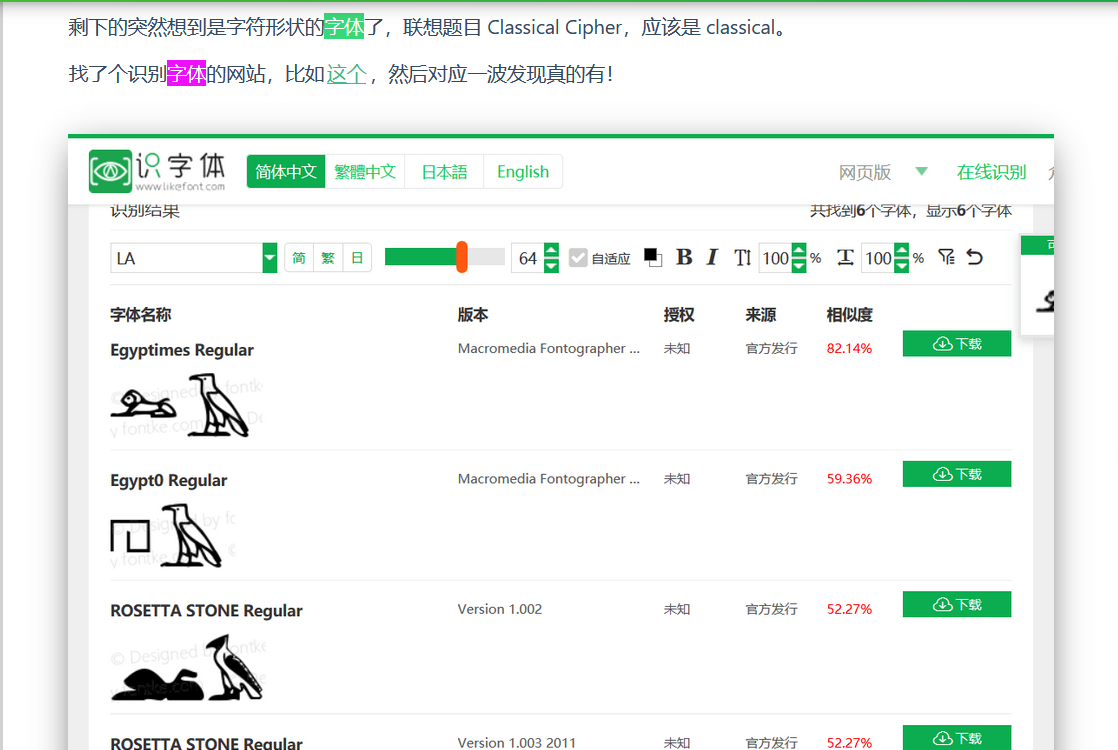 剩下的突然想到是字符形状的字体了，联想题目 Classical Cipher，应该是 classical。
找了个识别字体的网站，比如这个，然后对应一波发现真的有！
识字体 简体中文 繁體中文 日本語 English 网页版 在线识别
www.likefont.com
识别结果 共找到6个字体，显示6个字体
LA 简 繁 日 64 自适应 B I T 100 % T 100 %
字体名称 版本 授权 来源 相似度
Egyptimes Regular Macromedia Fontographer ... 未知 官方发行 82.14% 下载
Egypt0 Regular Macromedia Fontographer ... 未知 官方发行 59.36% 下载
ROSETTA STONE Regular Version 1.002 未知 官方发行 52.27% 下载
ROSETTA STONE Regular Version 1.003 2011 未知 官方发行 52.27% 下载